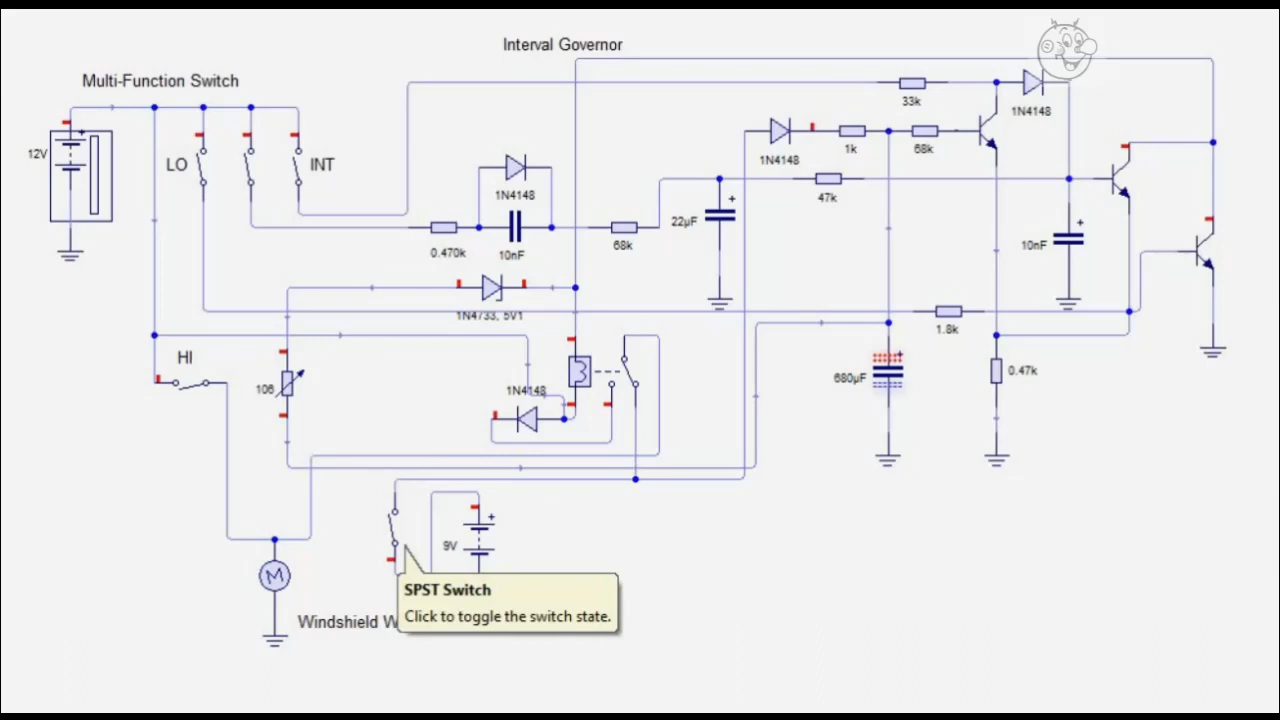 Interval Governor
Multi-Function Switch
12V
LO
INT
33k
1N4148
1N4148
1k
68k
1N4148
0.470k
10nF
68k
22µF
47k
10nF
1N4733, 5V1
1.8k
HI
106
1N4148
680µF
0.47k
M
9V
SPST Switch
Click to toggle the switch state.
Windshield W